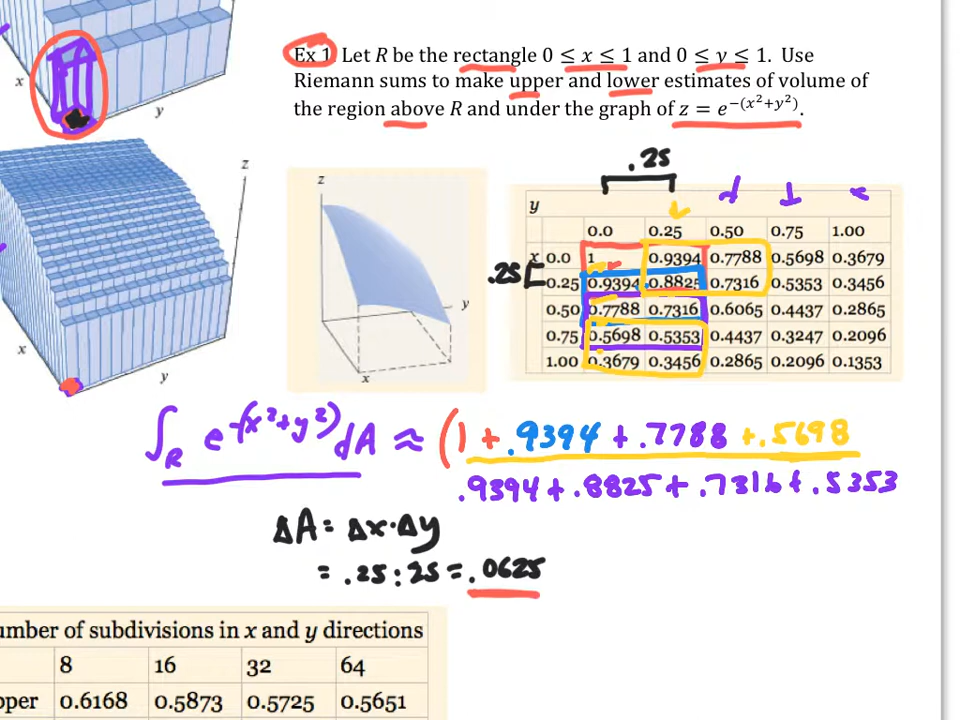 Ex 1. Let R be the rectangle 0 ≤ x ≤ 1 and 0 ≤ y ≤ 1. Use
Riemann sums to make upper and lower estimates of volume of
the region above R and under the graph of z = e^−(x²+y²).
x
y
z
x
y
z
y
x
.25
.25
y
0.0 0.25 0.50 0.75 1.00
x 0.0 1 0.9394 0.7788 0.5698 0.3679
0.25 0.9394 0.8825 0.7316 0.5353 0.3456
0.50 0.7788 0.7316 0.6065 0.4437 0.2865
0.75 0.5698 0.5353 0.4437 0.3247 0.2096
1.00 0.3679 0.3456 0.2865 0.2096 0.1353
∫R e^-(x²+y²) dA ≈ (1 + .9394 + .7788 + .5698
.9394 + .8825 + .7316 + .5353
ΔA = Δx·Δy
= .25 · .25 = .0625
umber of subdivisions in x and y directions
8 16 32 64
pper 0.6168 0.5873 0.5725 0.5651